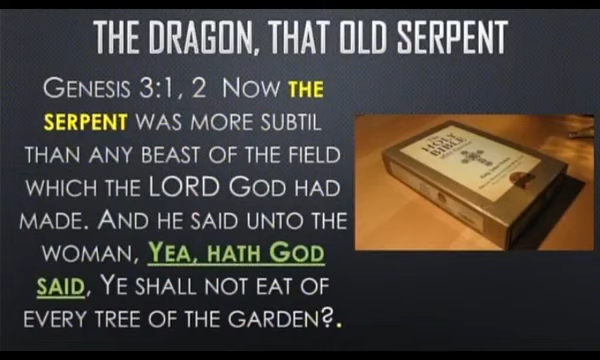 THE DRAGON, THAT OLD SERPENT
GENESIS 3:1, 2 NOW THE
SERPENT WAS MORE SUBTIL
THAN ANY BEAST OF THE FIELD
WHICH THE LORD GOD HAD
MADE. AND HE SAID UNTO THE
WOMAN, YEA, HATH GOD
SAID, YE SHALL NOT EAT OF
EVERY TREE OF THE GARDEN?.
The
HOLY
BIBLE